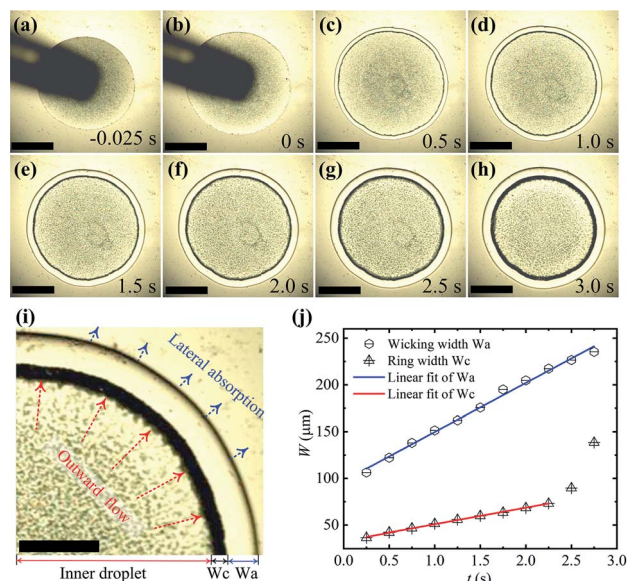 (a)
-0.025 s
(b)
0 s
(c)
0.5 s
(d)
1.0 s
(e)
1.5 s
(f)
2.0 s
(g)
2.5 s
(h)
3.0 s
(i)
Lateral absorption
Outward flow
Inner droplet
Wc
Wa
(j)
250
200
150
100
50
W (μm)
Wicking width Wa
Ring width Wc
Linear fit of Wa
Linear fit of Wc
0.0 0.5 1.0 1.5 2.0 2.5 3.0
t (s)